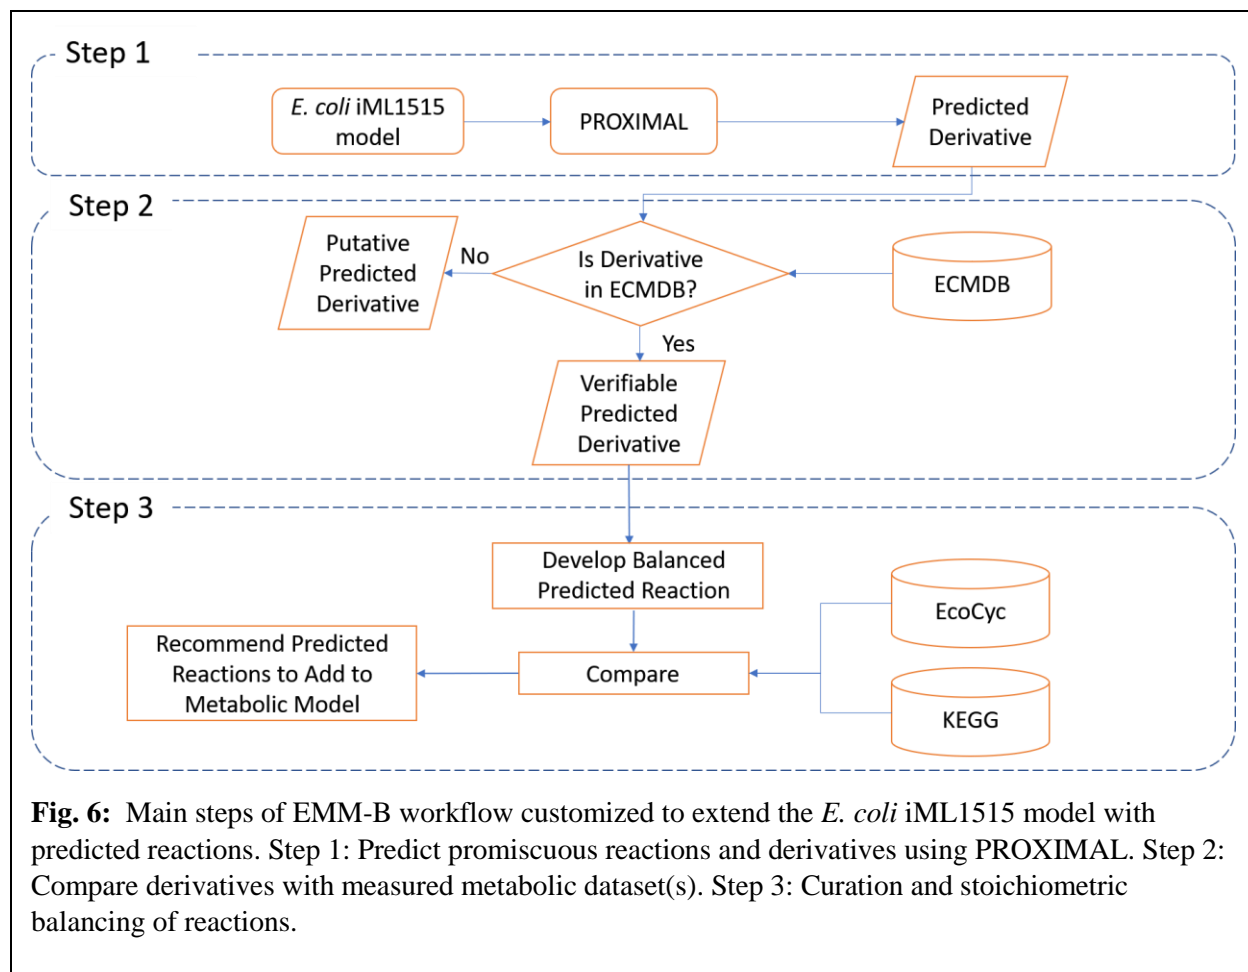 Step 1
E. coli iML1515
model
PROXIMAL
Predicted
Derivative
Step 2
Putative
Predicted
Derivative
No
Is Derivative
in ECMDB?
ECMDB
Yes
Verifiable
Predicted
Derivative
Step 3
Develop Balanced
Predicted Reaction
EcoCyc
Recommend Predicted
Reactions to Add to
Metabolic Model
Compare
KEGG
Fig. 6: Main steps of EMM-B workflow customized to extend the E. coli iML1515 model with
predicted reactions. Step 1: Predict promiscuous reactions and derivatives using PROXIMAL. Step 2:
Compare derivatives with measured metabolic dataset(s). Step 3: Curation and stoichiometric
balancing of reactions.